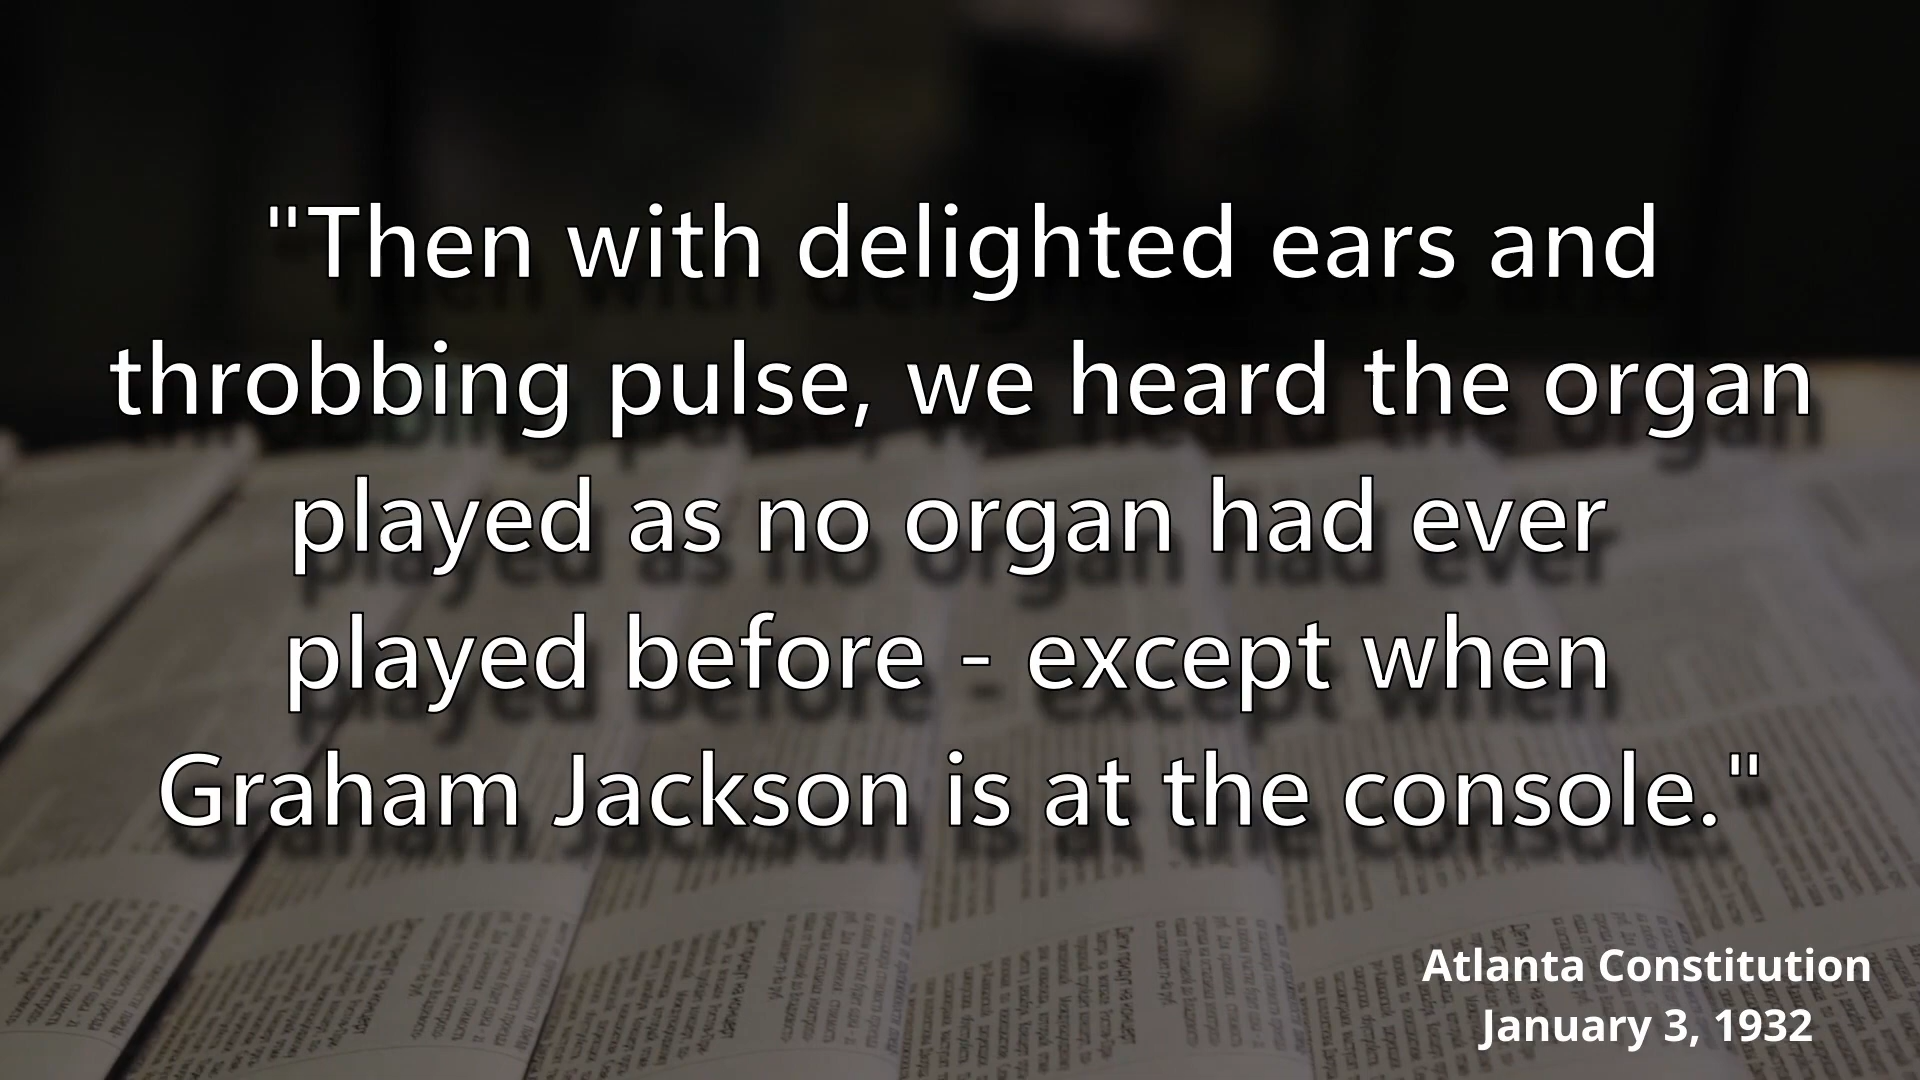 "Then with delighted ears and
throbbing pulse, we heard the organ
played as no organ had ever
played before - except when
Graham Jackson is at the console."
Atlanta Constitution
January 3, 1932